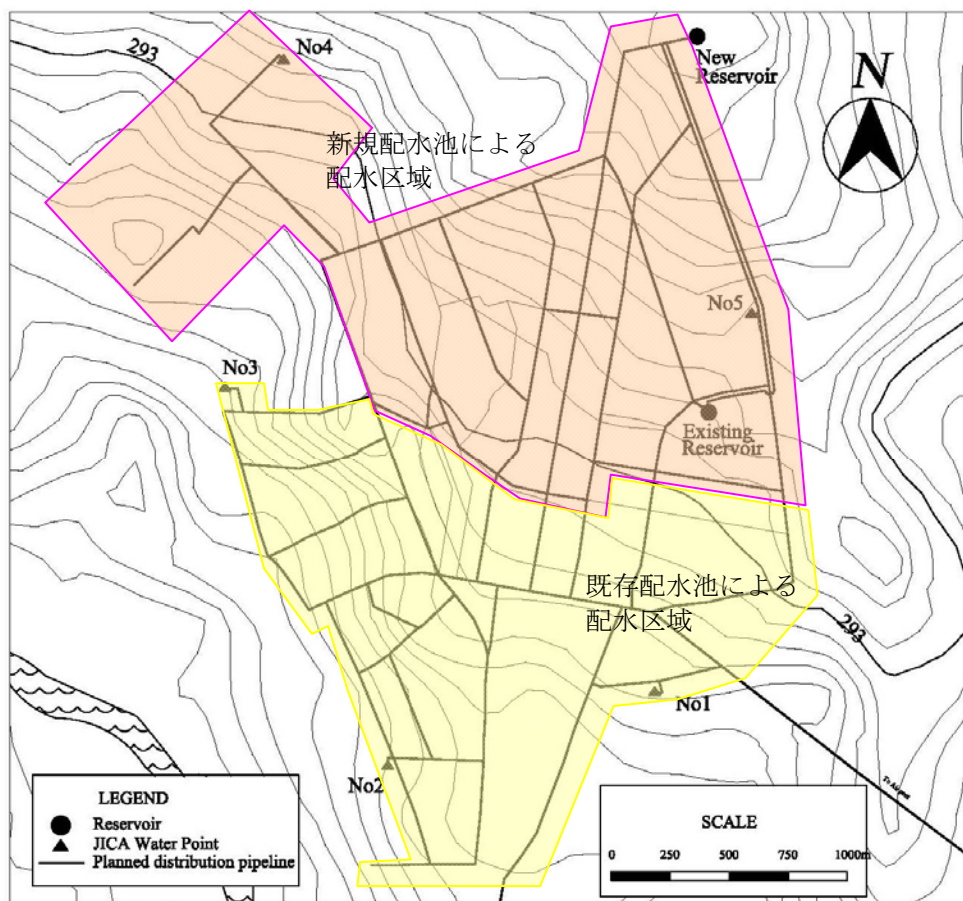 293
No4
New
Reservoir
N
新規配水池による
配水区域
No5
No3
Existing
Reservoir
既存配水池による
配水区域
293
No1
No2
To Airport
LEGEND
Reservoir
JICA Water Point
Planned distribution pipeline
SCALE
0 250 500 750 1000m